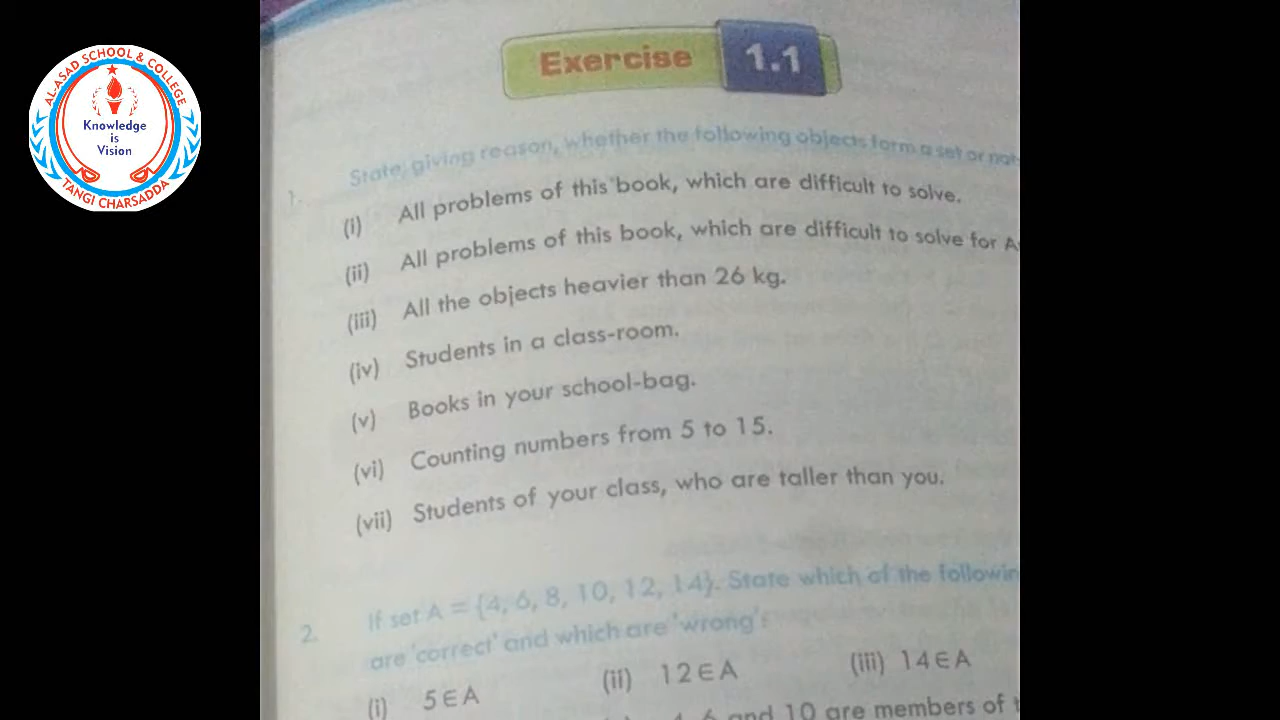 AL-ASAD SCHOOL & COLLEGE
Knowledge
is
Vision
TANGI CHARSADDA
Exercise 1.1
1. State, giving reason, whether the following objects form a set or not
(i) All problems of this book, which are difficult to solve.
(ii) All problems of this book, which are difficult to solve for
(iii) All the objects heavier than 26 kg.
(iv) Students in a class-room.
(v) Books in your school-bag.
(vi) Counting numbers from 5 to 15.
(vii) Students of your class, who are taller than you.
2. If set A = {4, 6, 8, 10, 12, 14}. State which of the
are 'correct' and which are 'wrong':
(i) 5∈A (ii) 12∈A (iii) 14∈A
and 10 are members of